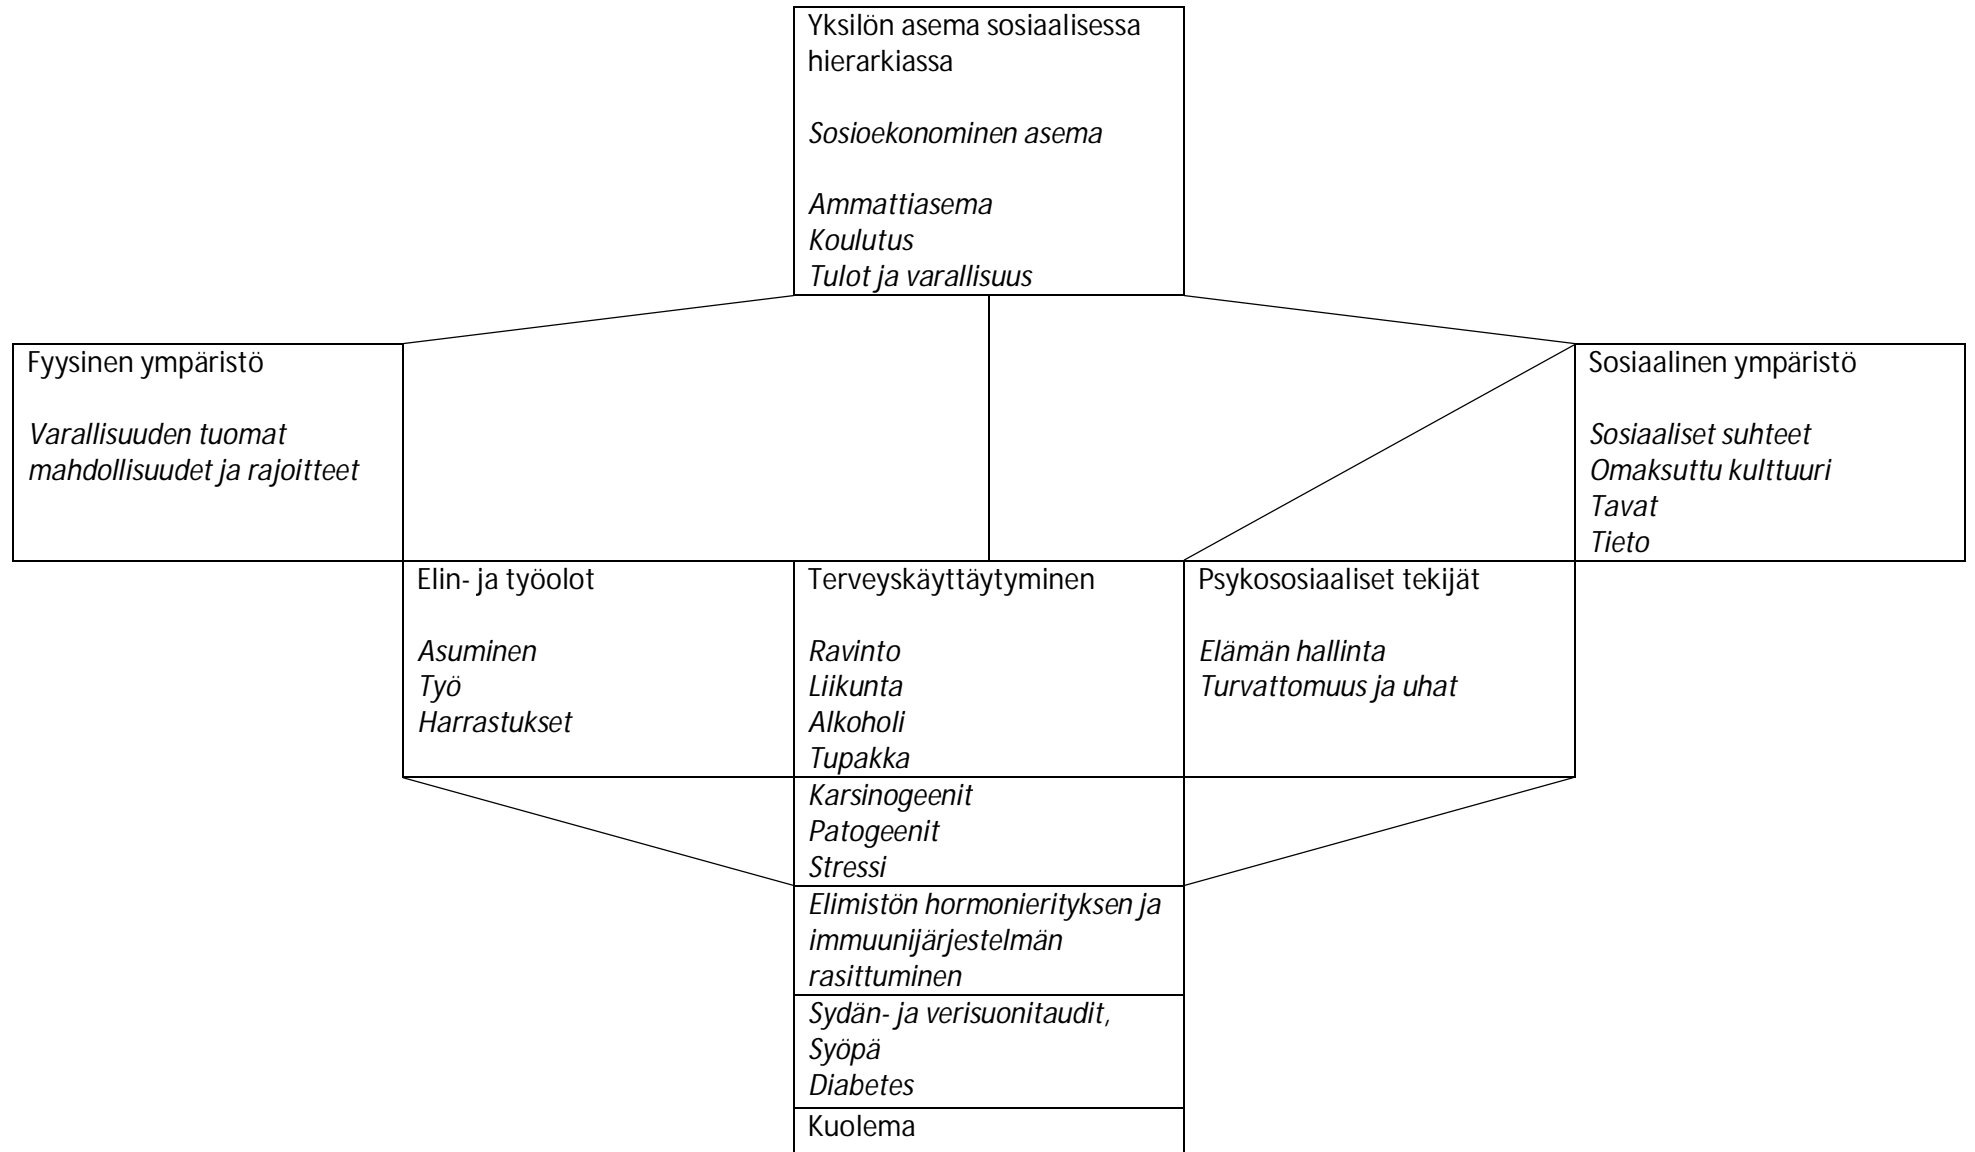 Yksilön asema sosiaalisessa
hierarkiassa
Sosioekonominen asema
Ammattiasema
Koulutus
Tulot ja varallisuus
Fyysinen ympäristö
Varallisuuden tuomat
mahdollisuudet ja rajoitteet
Sosiaalinen ympäristö
Sosiaaliset suhteet
Omaksuttu kulttuuri
Tavat
Tieto
Elin- ja työolot
Asuminen
Työ
Harrastukset
Terveyskäyttäytyminen
Ravinto
Liikunta
Alkoholi
Tupakka
Psykososiaaliset tekijät
Elämän hallinta
Turvattomuus ja uhat
Karsinogeenit
Patogeenit
Stressi
Elimistön hormonierityksen ja
immuunijärjestelmän
rasittuminen
Sydän- ja verisuonitaudit,
Syöpä
Diabetes
Kuolema